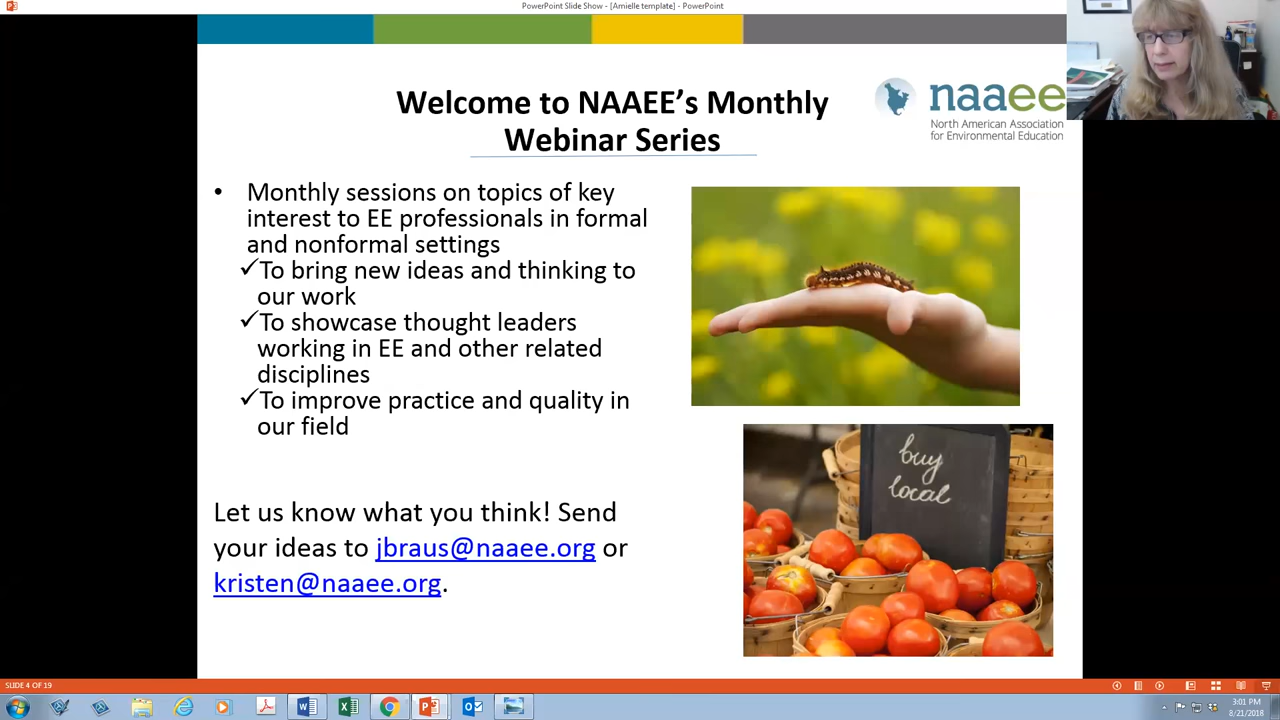 PowerPoint Slide Show - [Amielle template] - PowerPoint
Welcome to NAAEE's Monthly
Webinar Series
naaee
North American Association
for Environmental Education
• Monthly sessions on topics of key
interest to EE professionals in formal
and nonformal settings
✓To bring new ideas and thinking to
our work
✓To showcase thought leaders
working in EE and other related
disciplines
✓To improve practice and quality in
our field
buy
local
Let us know what you think! Send
your ideas to jbraus@naaee.org or
kristen@naaee.org.
SLIDE 4 OF 19
3:01 PM
8/21/2018